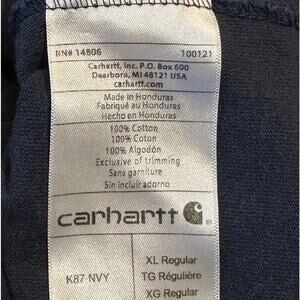 RN# 14806 100121
Carhartt, Inc. P.O. Box 600
Dearborn, MI 48121 USA
carhartt.com
Made in Honduras
Fabriqué au Honduras
Hecho en Honduras
100% Cotton
100% Coton
100% Algodón
Exclusive of trimming
Sans garniture
Sin incluir adorno
carhartt
K87 NVY
XL Regular
TG Régulière
XG Regular